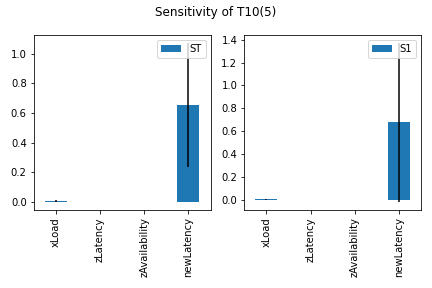 Sensitivity of T10(5)
ST
1.0
0.8
0.6
0.4
0.2
0.0
xLoad
zLatency
zAvailability
newLatency
S1
1.4
1.2
1.0
0.8
0.6
0.4
0.2
0.0
xLoad
zLatency
zAvailability
newLatency